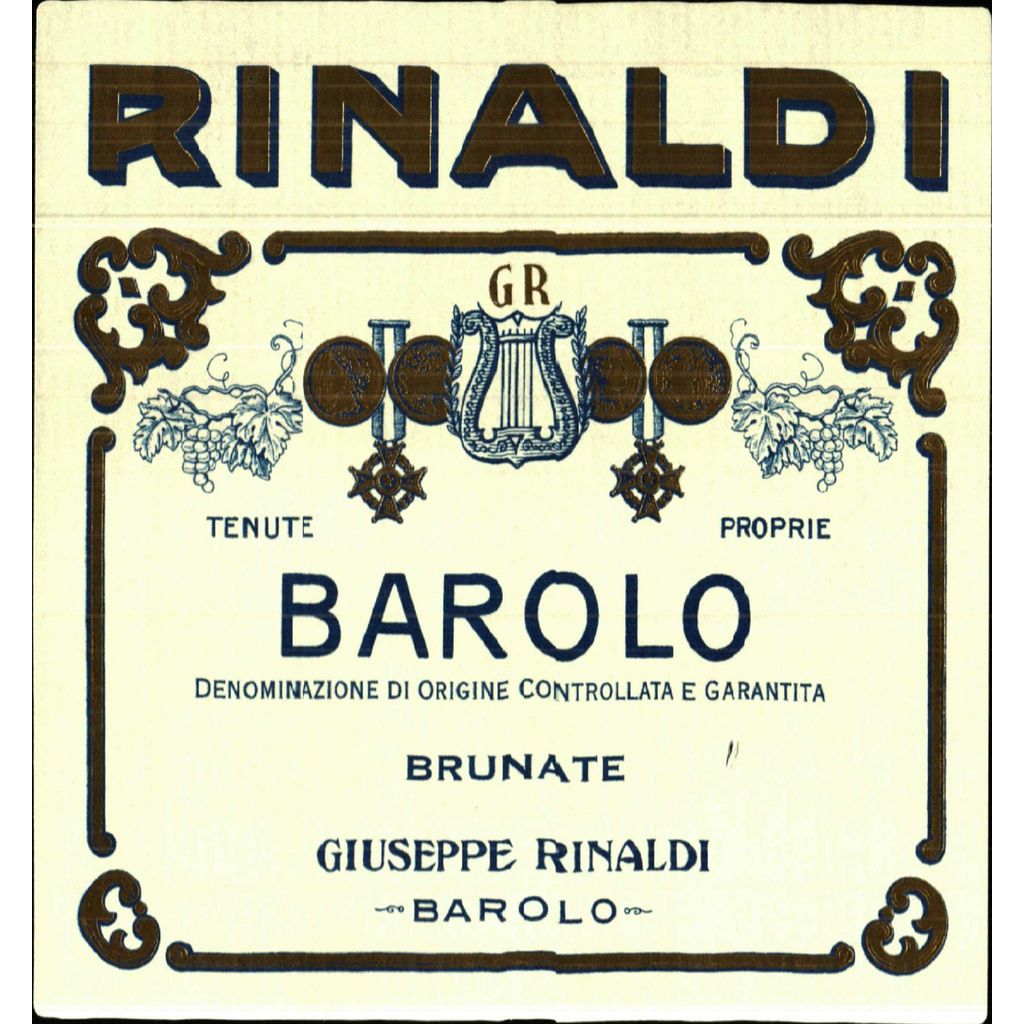 RINALDI
GR
TENUTE PROPRIE
BAROLO
DENOMINAZIONE DI ORIGINE CONTROLLATA E GARANTITA
BRUNATE
GIUSEPPE RINALDI
BAROLO